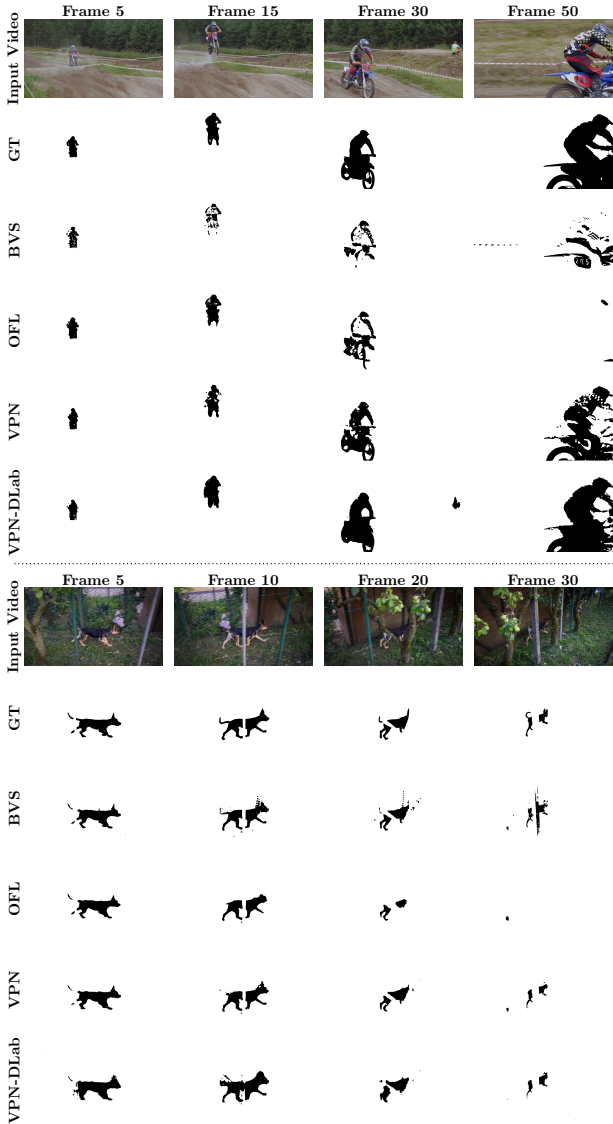 Frame 5 Frame 15 Frame 30 Frame 50
Input Video
GT
BVS
OFL
VPN
VPN-DLab
Frame 5 Frame 10 Frame 20 Frame 30
Input Video
GT
BVS
OFL
VPN
VPN-DLab